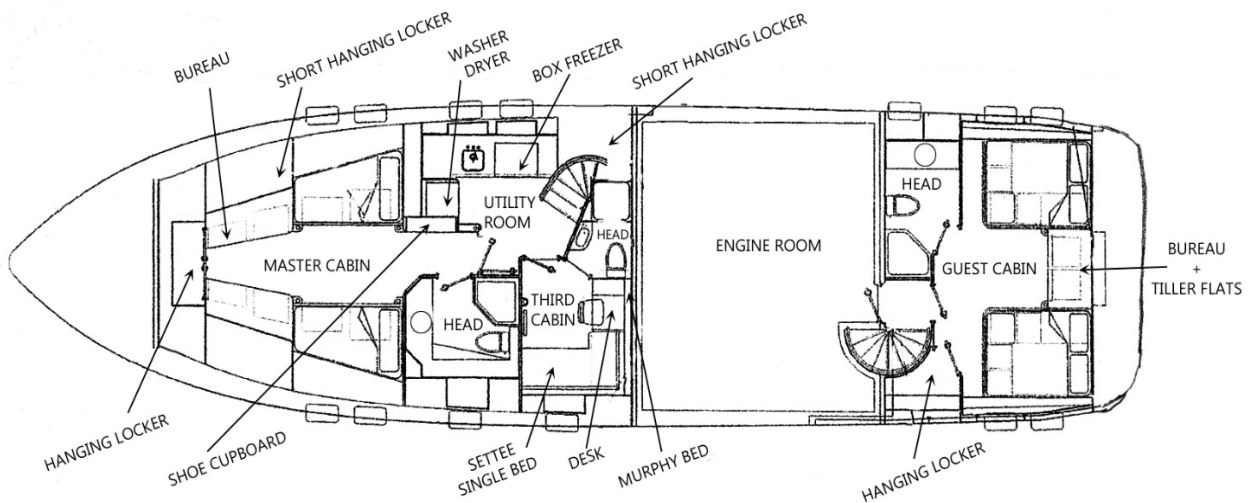 BUREAU
SHORT HANGING LOCKER
WASHER
DRYER
BOX FREEZER
SHORT HANGING LOCKER
UTILITY
ROOM
HEAD
HEAD
MASTER CABIN
ENGINE ROOM
GUEST CABIN
BUREAU
+
TILLER FLATS
THIRD
CABIN
HEAD
HANGING LOCKER
SHOE CUPBOARD
SETTEE
SINGLE BED
DESK
MURPHY BED
HANGING LOCKER